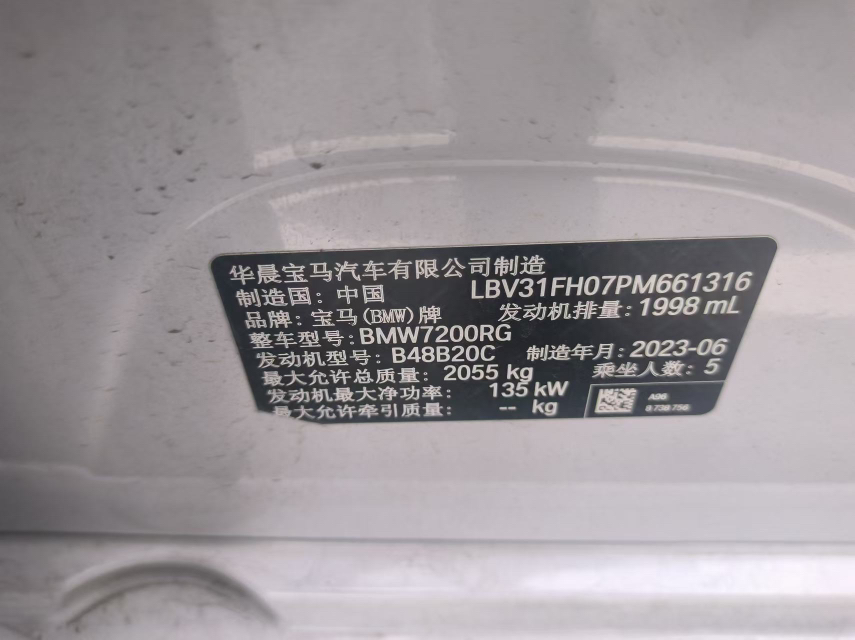 华晨宝马汽车有限公司制造
制造国: 中国 LBV31FH07PM661316
品牌: 宝马(BMW)牌 发动机排量: 1998 mL
整车型号: BMW7200RG
发动机型号: B48B20C 制造年月: 2023-06
最大允许总质量: 2055 kg 乘坐人数: 5
发动机最大净功率: 135 kW
最大允许牵引质量: -- kg
A96